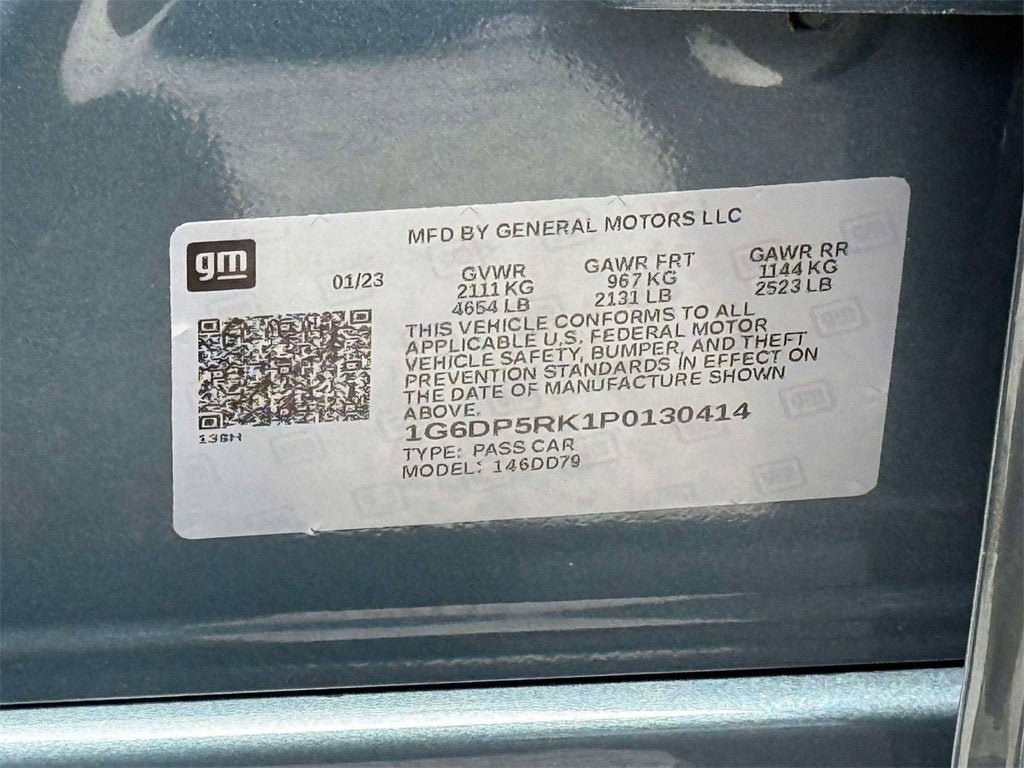 MFD BY GENERAL MOTORS LLC
gm
01/23
GVWR
2111 KG
4654 LB
GAWR FRT
967 KG
2131 LB
GAWR RR
1144 KG
2523 LB
THIS VEHICLE CONFORMS TO ALL
APPLICABLE U.S. FEDERAL MOTOR
VEHICLE SAFETY, BUMPER, AND THEFT
PREVENTION STANDARDS IN EFFECT ON
THE DATE OF MANUFACTURE SHOWN
ABOVE.
1G6DP5RK1P0130414
TYPE: PASS CAR
MODEL: 146DD79